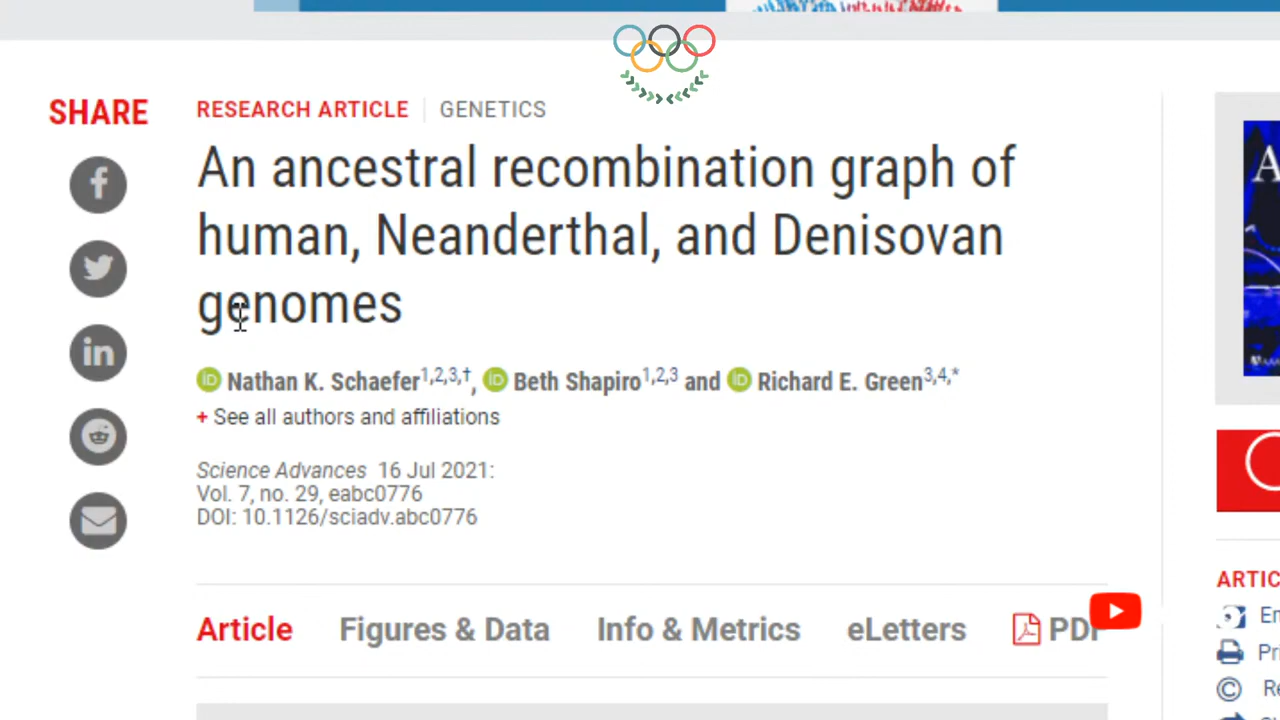 SHARE
RESEARCH ARTICLE | GENETICS
An ancestral recombination graph of
human, Neanderthal, and Denisovan
genomes
Nathan K. Schaefer1,2,3,†, Beth Shapiro1,2,3 and Richard E. Green3,4,*
+ See all authors and affiliations
Science Advances 16 Jul 2021:
Vol. 7, no. 29, eabc0776
DOI: 10.1126/sciadv.abc0776
Article Figures & Data Info & Metrics eLetters PDF